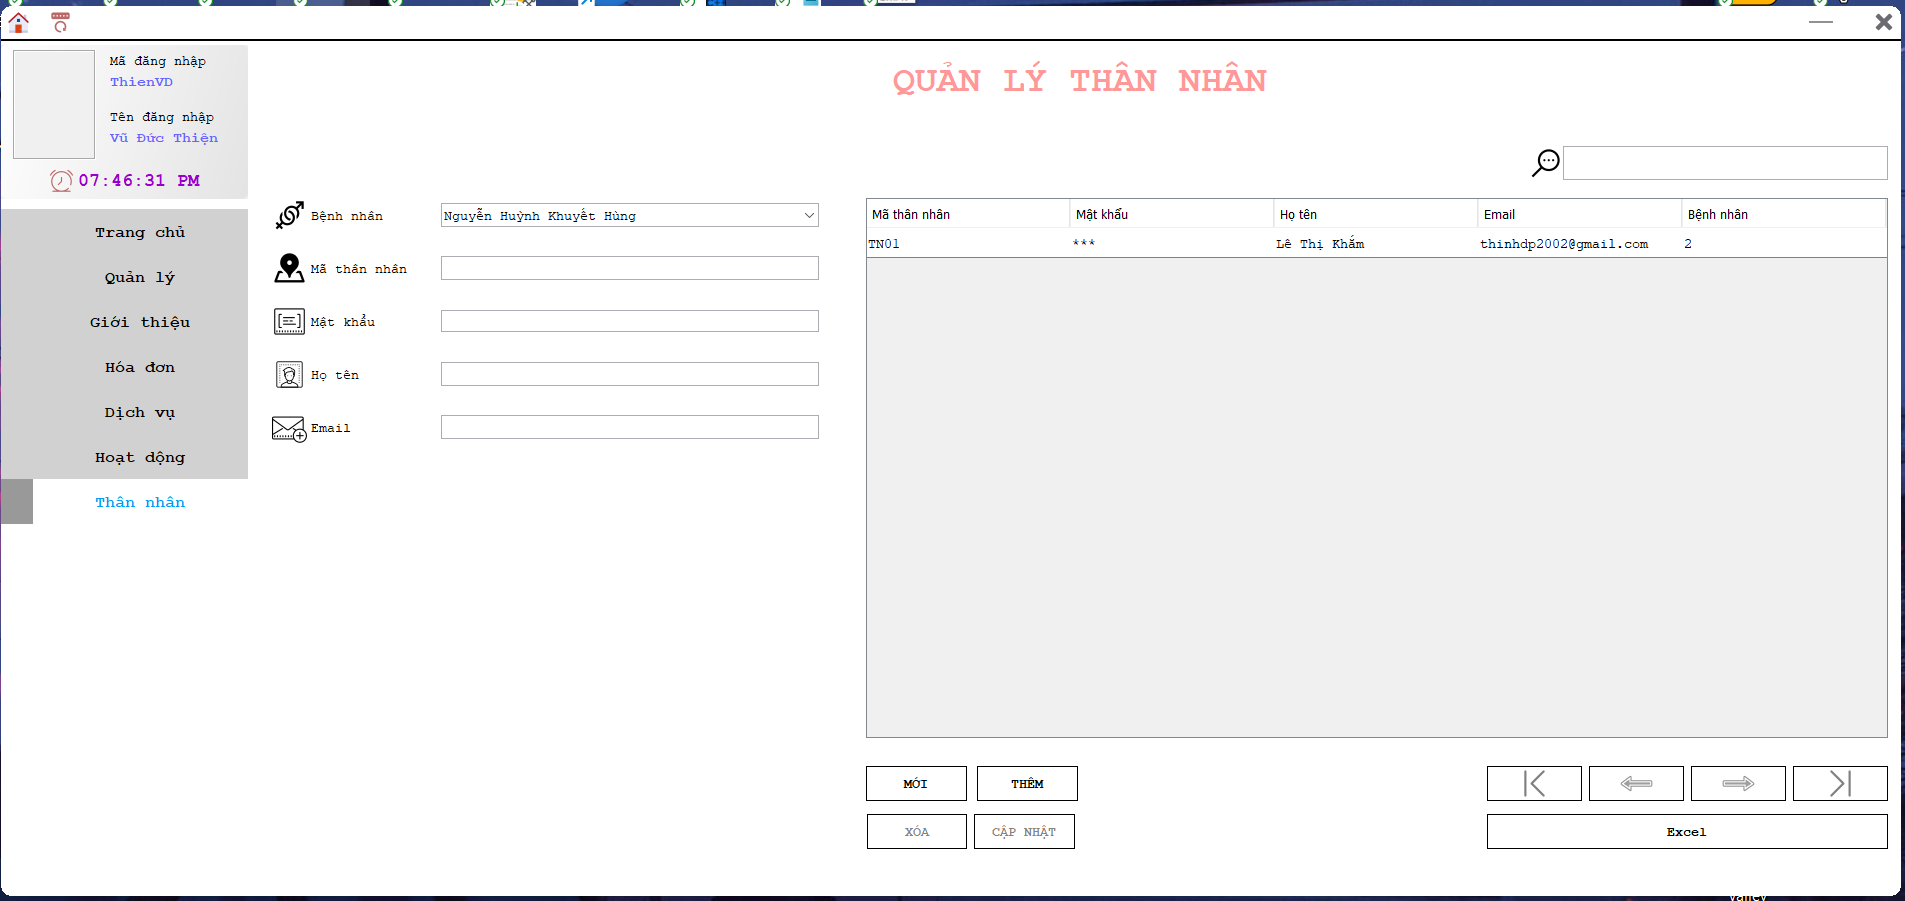 Mã đăng nhập
ThienVD
Tên đăng nhập
Vũ Đức Thiện
07:46:31 PM
Trang chủ
Quản lý
Giới thiệu
Hóa đơn
Dịch vụ
Hoạt động
Thân nhân
QUẢN LÝ THÂN NHÂN
Bệnh nhân
Nguyễn Huỳnh Khuyết Hùng
Mã thân nhân
Mật khẩu
Họ tên
Email
Mã thân nhân Mật khẩu Họ tên Email Bệnh nhân
TN01 *** Lê Thị Khắm thinhdp2002@gmail.com 2
MỚI THÊM
XÓA CẬP NHẬT
Excel
valley